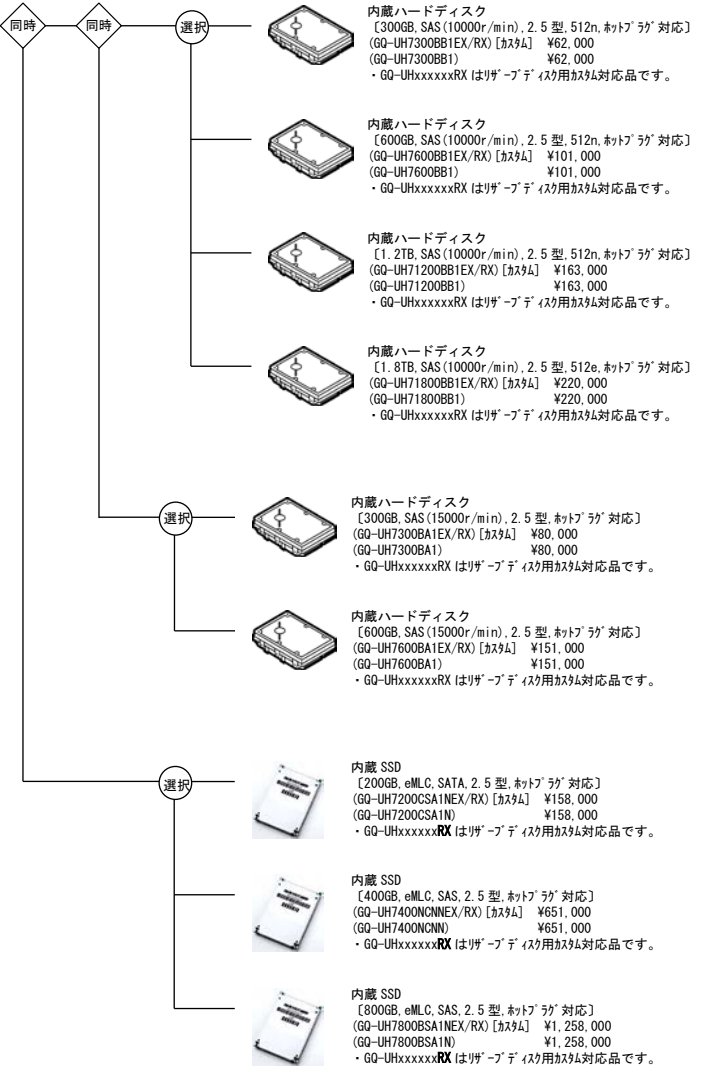 同時
同時
選択
内蔵ハードディスク
〔300GB,SAS(10000r/min),2.5 型,512n,ﾎｯﾄﾌﾟﾗｸﾞ対応〕
(GQ-UH7300BB1EX/RX)[ｶｽﾀﾑ] ¥62,000
(GQ-UH7300BB1) ¥62,000
・GQ-UHxxxxxxRX はﾘｻﾞｰﾌﾞﾃﾞｨｽｸ用ｶｽﾀﾑ対応品です。
内蔵ハードディスク
〔600GB,SAS(10000r/min),2.5 型,512n,ﾎｯﾄﾌﾟﾗｸﾞ対応〕
(GQ-UH7600BB1EX/RX)[ｶｽﾀﾑ] ¥101,000
(GQ-UH7600BB1) ¥101,000
・GQ-UHxxxxxxRX はﾘｻﾞｰﾌﾞﾃﾞｨｽｸ用ｶｽﾀﾑ対応品です。
内蔵ハードディスク
〔1.2TB,SAS(10000r/min),2.5 型,512n,ﾎｯﾄﾌﾟﾗｸﾞ対応〕
(GQ-UH71200BB1EX/RX)[ｶｽﾀﾑ] ¥163,000
(GQ-UH71200BB1) ¥163,000
・GQ-UHxxxxxxRX はﾘｻﾞｰﾌﾞﾃﾞｨｽｸ用ｶｽﾀﾑ対応品です。
内蔵ハードディスク
〔1.8TB,SAS(10000r/min),2.5 型,512e,ﾎｯﾄﾌﾟﾗｸﾞ対応〕
(GQ-UH71800BB1EX/RX)[ｶｽﾀﾑ] ¥220,000
(GQ-UH71800BB1) ¥220,000
・GQ-UHxxxxxxRX はﾘｻﾞｰﾌﾞﾃﾞｨｽｸ用ｶｽﾀﾑ対応品です。
選択
内蔵ハードディスク
〔300GB,SAS(15000r/min),2.5 型,ﾎｯﾄﾌﾟﾗｸﾞ対応〕
(GQ-UH7300BA1EX/RX)[ｶｽﾀﾑ] ¥80,000
(GQ-UH7300BA1) ¥80,000
・GQ-UHxxxxxxRX はﾘｻﾞｰﾌﾞﾃﾞｨｽｸ用ｶｽﾀﾑ対応品です。
内蔵ハードディスク
〔600GB,SAS(15000r/min),2.5 型,ﾎｯﾄﾌﾟﾗｸﾞ対応〕
(GQ-UH7600BA1EX/RX)[ｶｽﾀﾑ] ¥151,000
(GQ-UH7600BA1) ¥151,000
・GQ-UHxxxxxxRX はﾘｻﾞｰﾌﾞﾃﾞｨｽｸ用ｶｽﾀﾑ対応品です。
選択
内蔵 SSD
〔200GB,eMLC,SATA,2.5 型,ﾎｯﾄﾌﾟﾗｸﾞ対応〕
(GQ-UH7200CSA1NEX/RX)[ｶｽﾀﾑ] ¥158,000
(GQ-UH7200CSA1N) ¥158,000
・GQ-UHxxxxxxRX はﾘｻﾞｰﾌﾞﾃﾞｨｽｸ用ｶｽﾀﾑ対応品です。
内蔵 SSD
〔400GB,eMLC,SAS,2.5 型,ﾎｯﾄﾌﾟﾗｸﾞ対応〕
(GQ-UH7400NCNNEX/RX)[ｶｽﾀﾑ] ¥651,000
(GQ-UH7400NCNN) ¥651,000
・GQ-UHxxxxxxRX はﾘｻﾞｰﾌﾞﾃﾞｨｽｸ用ｶｽﾀﾑ対応品です。
内蔵 SSD
〔800GB,eMLC,SAS,2.5 型,ﾎｯﾄﾌﾟﾗｸﾞ対応〕
(GQ-UH7800BSA1NEX/RX)[ｶｽﾀﾑ] ¥1,258,000
(GQ-UH7800BSA1N) ¥1,258,000
・GQ-UHxxxxxxRX はﾘｻﾞｰﾌﾞﾃﾞｨｽｸ用ｶｽﾀﾑ対応品です。